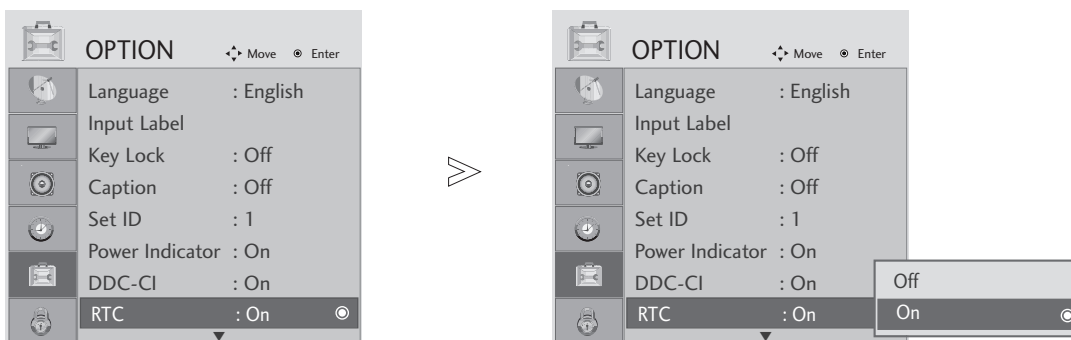 OPTION Move Enter
Language : English
Input Label
Key Lock : Off
Caption : Off
Set ID : 1
Power Indicator : On
DDC-CI : On
RTC : On
OPTION Move Enter
Language : English
Input Label
Key Lock : Off
Caption : Off
Set ID : 1
Power Indicator : On
DDC-CI : On
RTC : On
Off
On